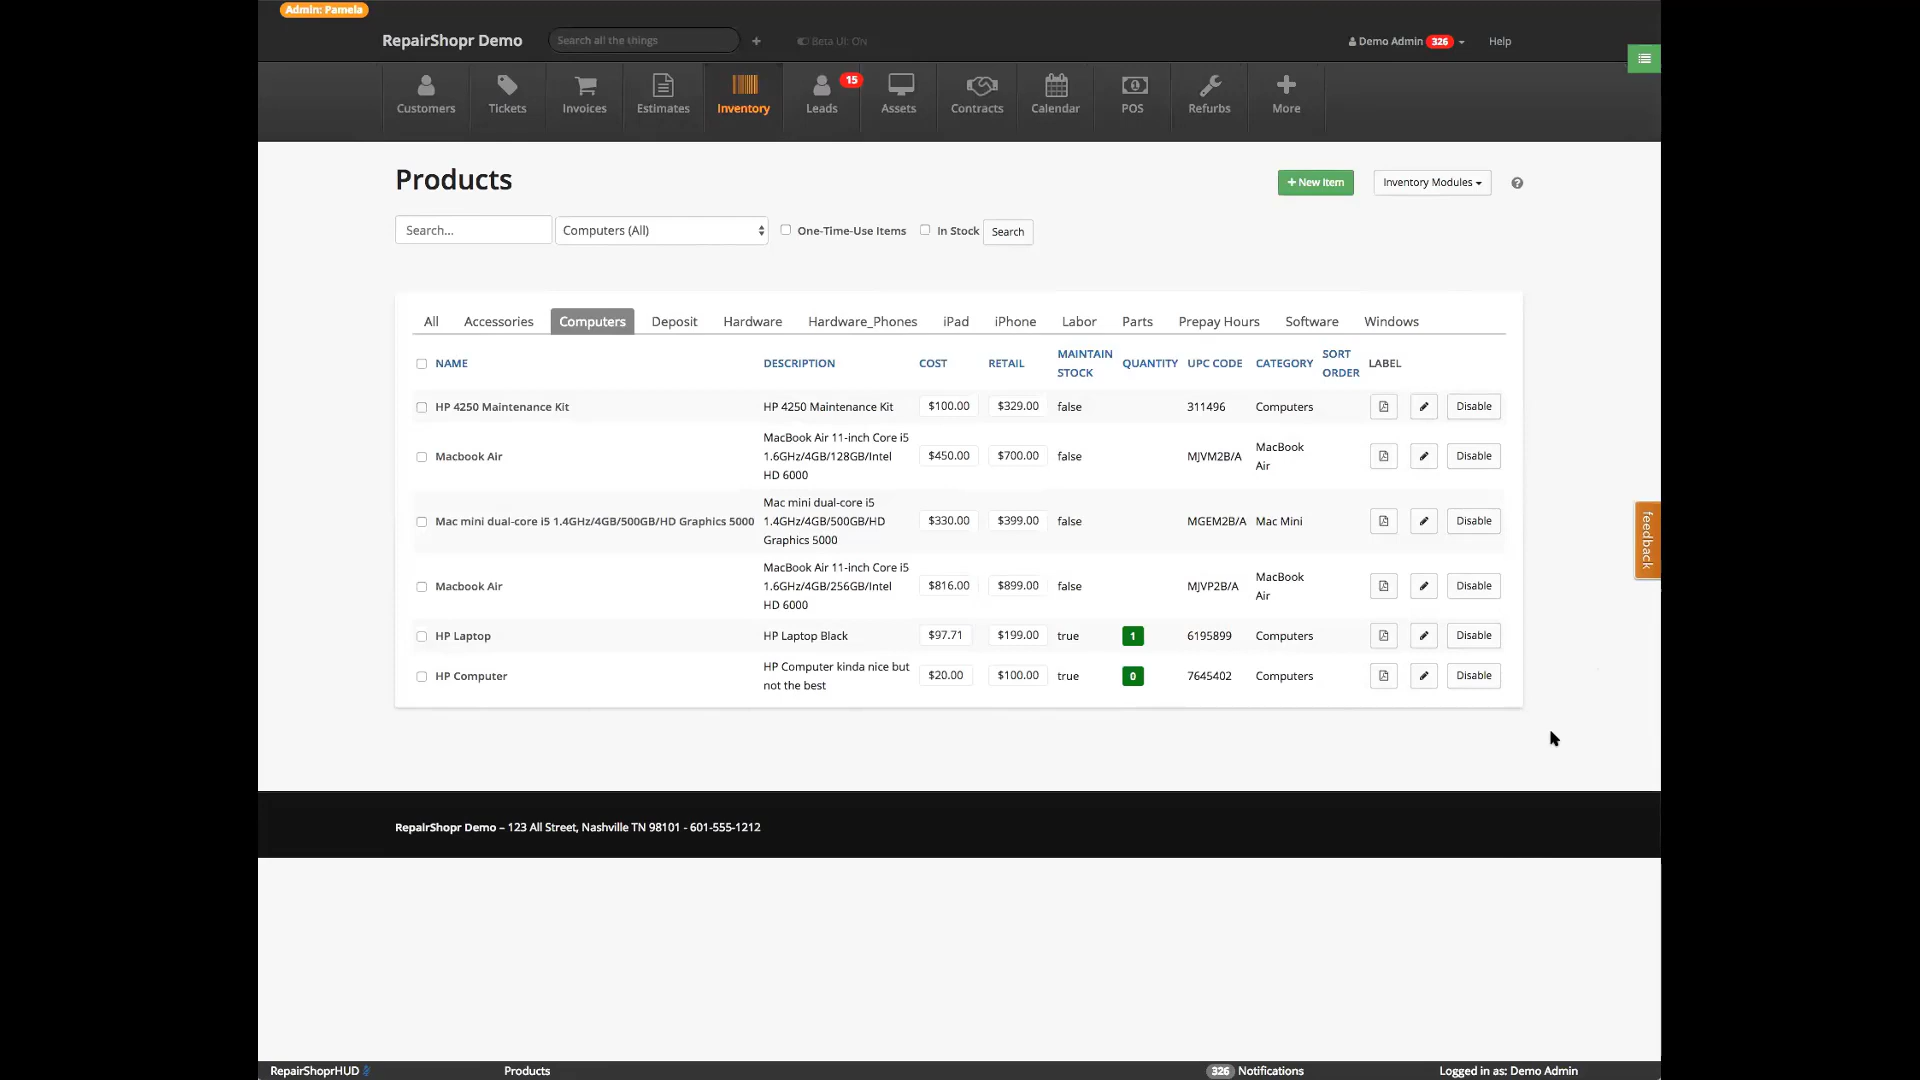 Admin: Pamela
RepairShopr Demo
Search all the things
Beta UI: ON
Demo Admin 326
Help
Customers
Tickets
Invoices
Estimates
Inventory
Leads
15
Assets
Contracts
Calendar
POS
Refurbs
More
Products
+ New Item
Inventory Modules
Search...
Computers (All)
One-Time-Use Items
In Stock
Search
All Accessories Computers Deposit Hardware Hardware_Phones iPad iPhone Labor Parts Prepay Hours Software Windows
NAME DESCRIPTION COST RETAIL MAINTAIN STOCK QUANTITY UPC CODE CATEGORY SORT ORDER LABEL
HP 4250 Maintenance Kit HP 4250 Maintenance Kit $100.00 $329.00 false 311496 Computers Disable
Macbook Air
MacBook Air 11-inch Core i5
1.6GHz/4GB/128GB/Intel
HD 6000
$450.00 $700.00 false MJVM2B/A
MacBook
Air
Disable
Mac mini dual-core i5 1.4GHz/4GB/500GB/HD Graphics 5000
Mac mini dual-core i5
1.4GHz/4GB/500GB/HD
Graphics 5000
$330.00 $399.00 false MGEM2B/A Mac Mini Disable
Macbook Air
MacBook Air 11-inch Core i5
1.6GHz/4GB/256GB/Intel
HD 6000
$816.00 $899.00 false MJVP2B/A
MacBook
Air
Disable
HP Laptop HP Laptop Black $97.71 $199.00 true 1 6195899 Computers Disable
HP Computer
HP Computer kinda nice but
not the best
$20.00 $100.00 true 0 7645402 Computers Disable
feedback
RepairShopr Demo – 123 All Street, Nashville TN 98101 - 601-555-1212
RepairShoprHUD
Products
326 Notifications
Logged in as: Demo Admin